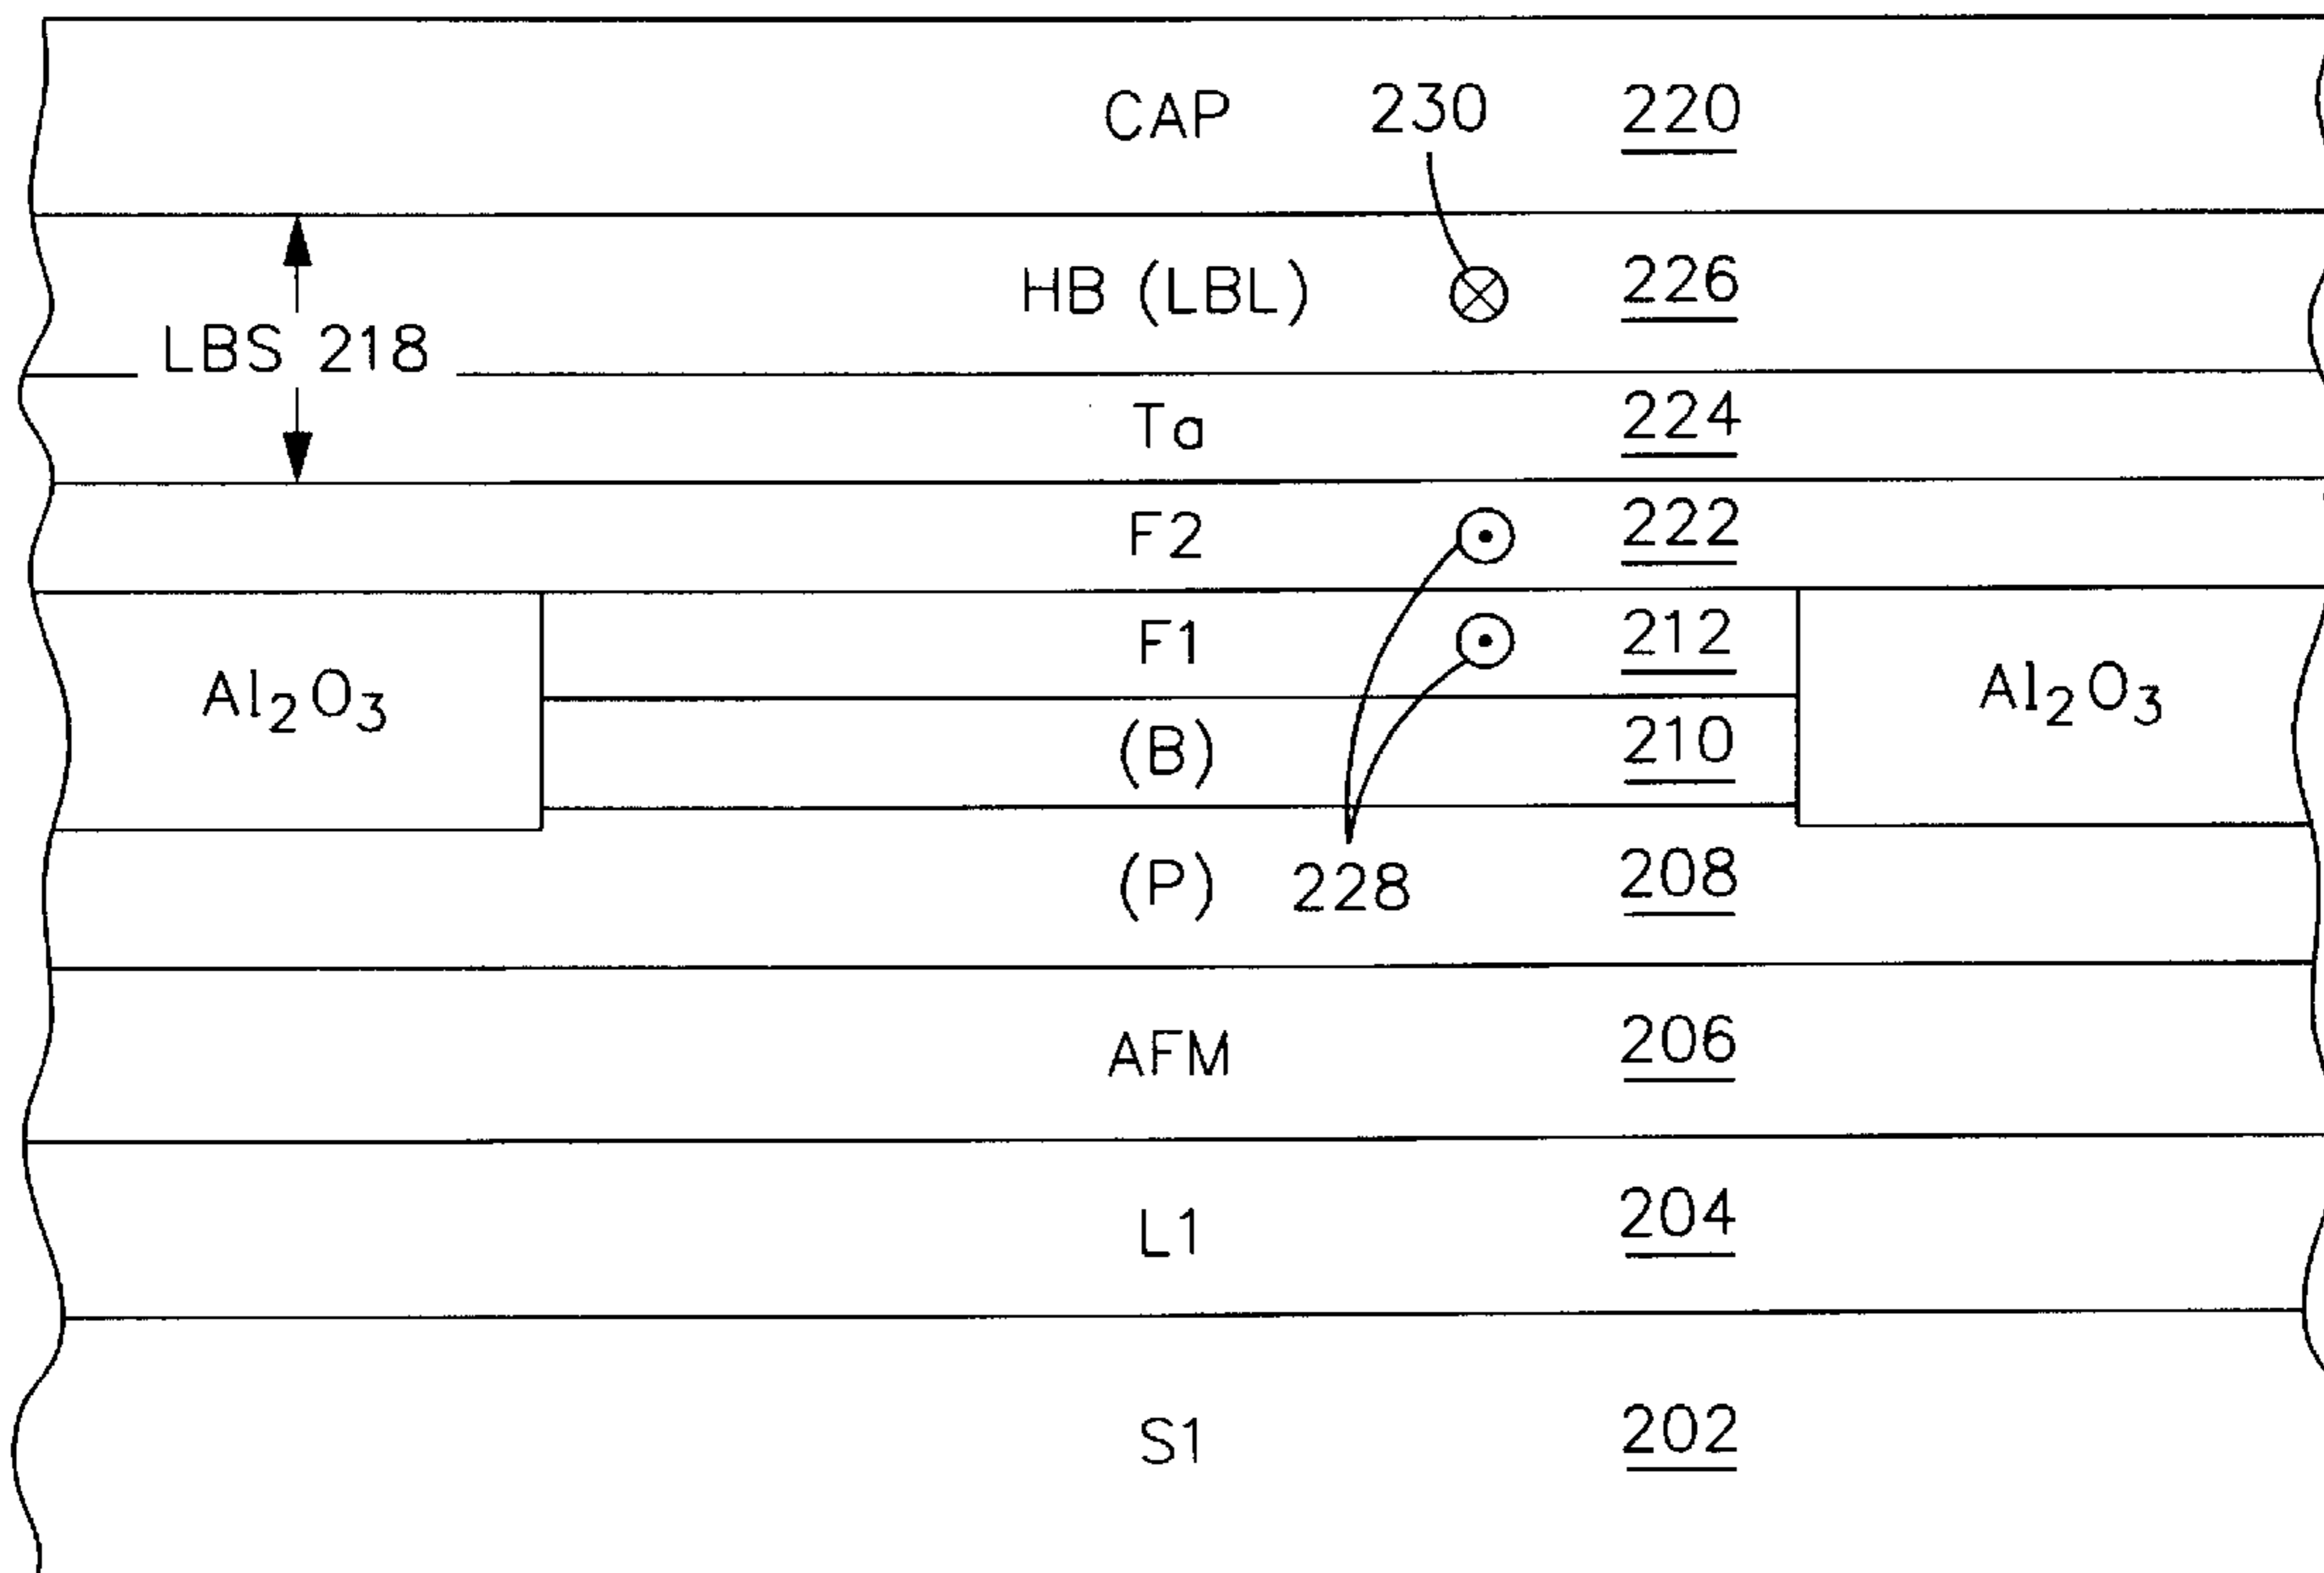 CAP 230 220
HB (LBL) 226
LBS 218
Ta 224
F2 222
F1 212
Al₂O₃ Al₂O₃
(B) 210
(P) 228 208
AFM 206
L1 204
S1 202